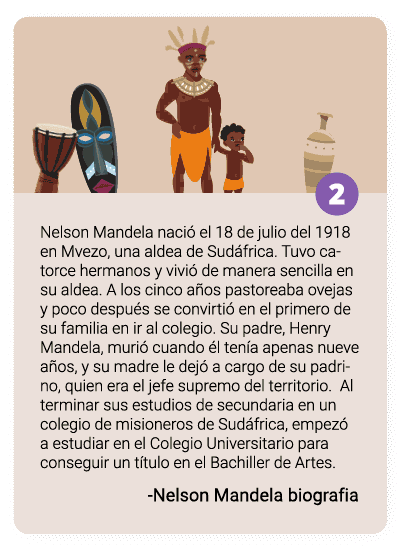 2
Nelson Mandela nació el 18 de julio del 1918
en Mvezo, una aldea de Sudáfrica. Tuvo ca-
torce hermanos y vivió de manera sencilla en
su aldea. A los cinco años pastoreaba ovejas
y poco después se convirtió en el primero de
su familia en ir al colegio. Su padre, Henry
Mandela, murió cuando él tenía apenas nueve
años, y su madre le dejó a cargo de su padri-
no, quien era el jefe supremo del territorio.  Al
terminar sus estudios de secundaria en un
colegio de misioneros de Sudáfrica, empezó
a estudiar en el Colegio Universitario para
conseguir un título en el Bachiller de Artes.
-Nelson Mandela biografia